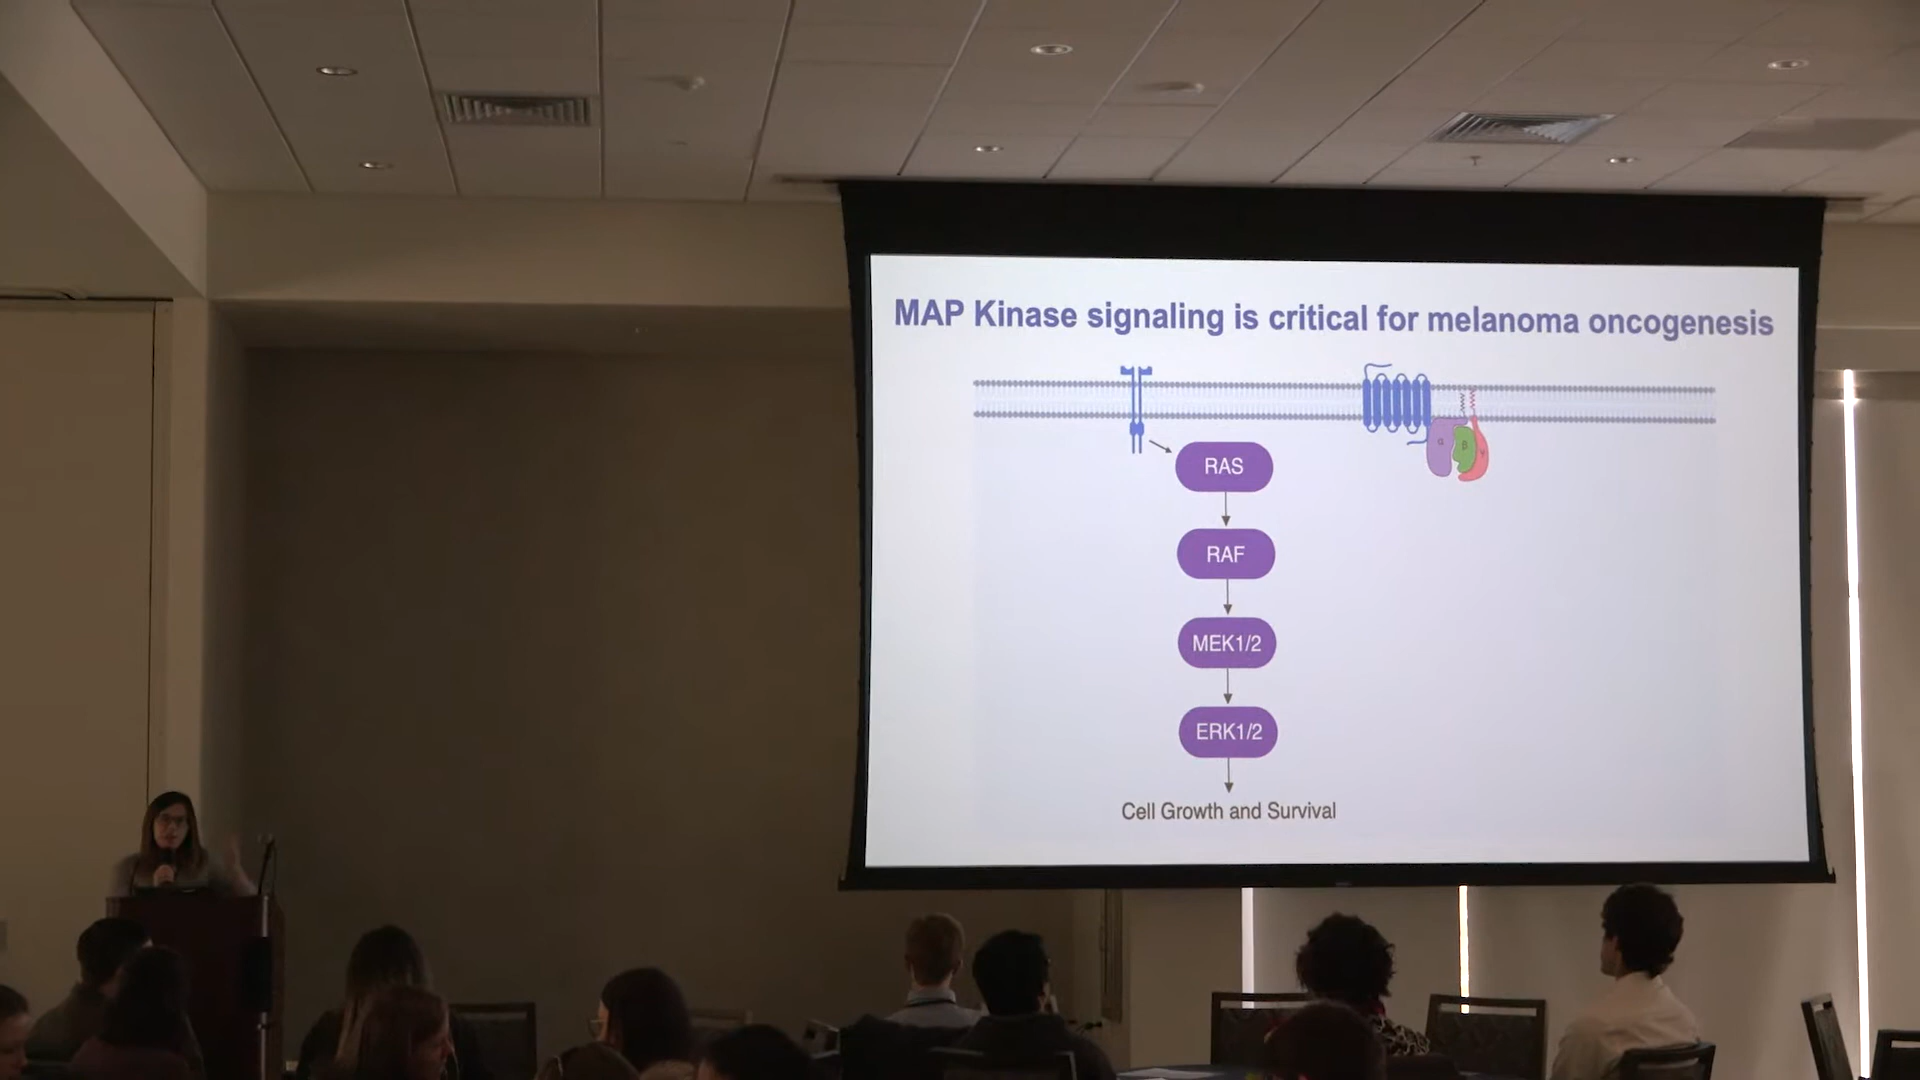 MAP Kinase signaling is critical for melanoma oncogenesis
α
β
RAS
RAF
MEK1/2
ERK1/2
Cell Growth and Survival